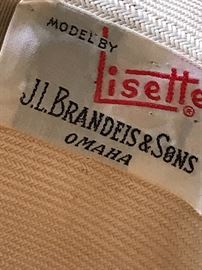 MODEL BY
Lisette®
J.L. BRANDEIS & SONS
OMAHA